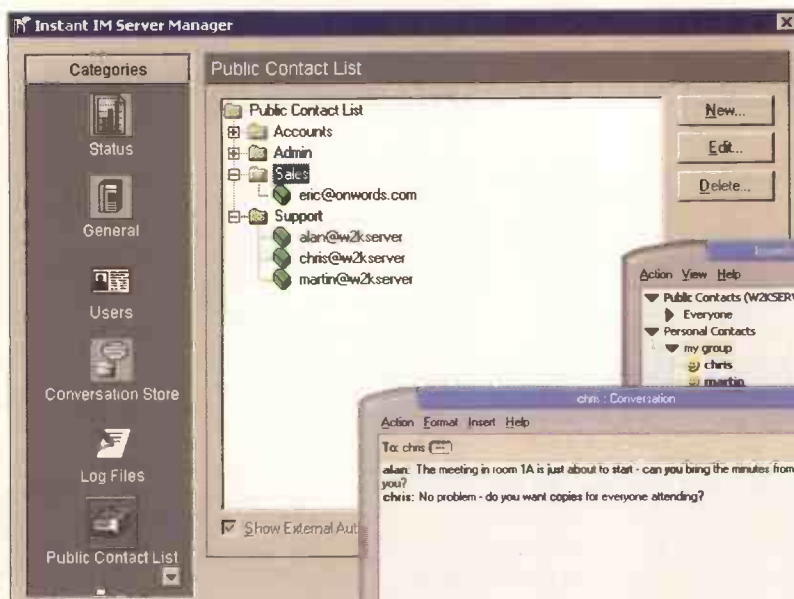 Instant IM Server Manager
Categories
Status
General
Users
Conversation Store
Log Files
Public Contact List
Public Contact List
Public Contact List
Accounts
Admin
Sales
eric@onwords.com
Support
alan@w2kserver
chris@w2kserver
martin@w2kserver
Show External Aut
New...
Edit...
Delete...
Action View Help
Public Contacts (W2KSERV
Everyone
Personal Contacts
my group
chris
martin
chris : Conversation
Action Format Insert Help
To: chris
alan: The meeting in room 1A is just about to start - can you bring the minutes from
you?
chris: No problem - do you want copies for everyone attending?